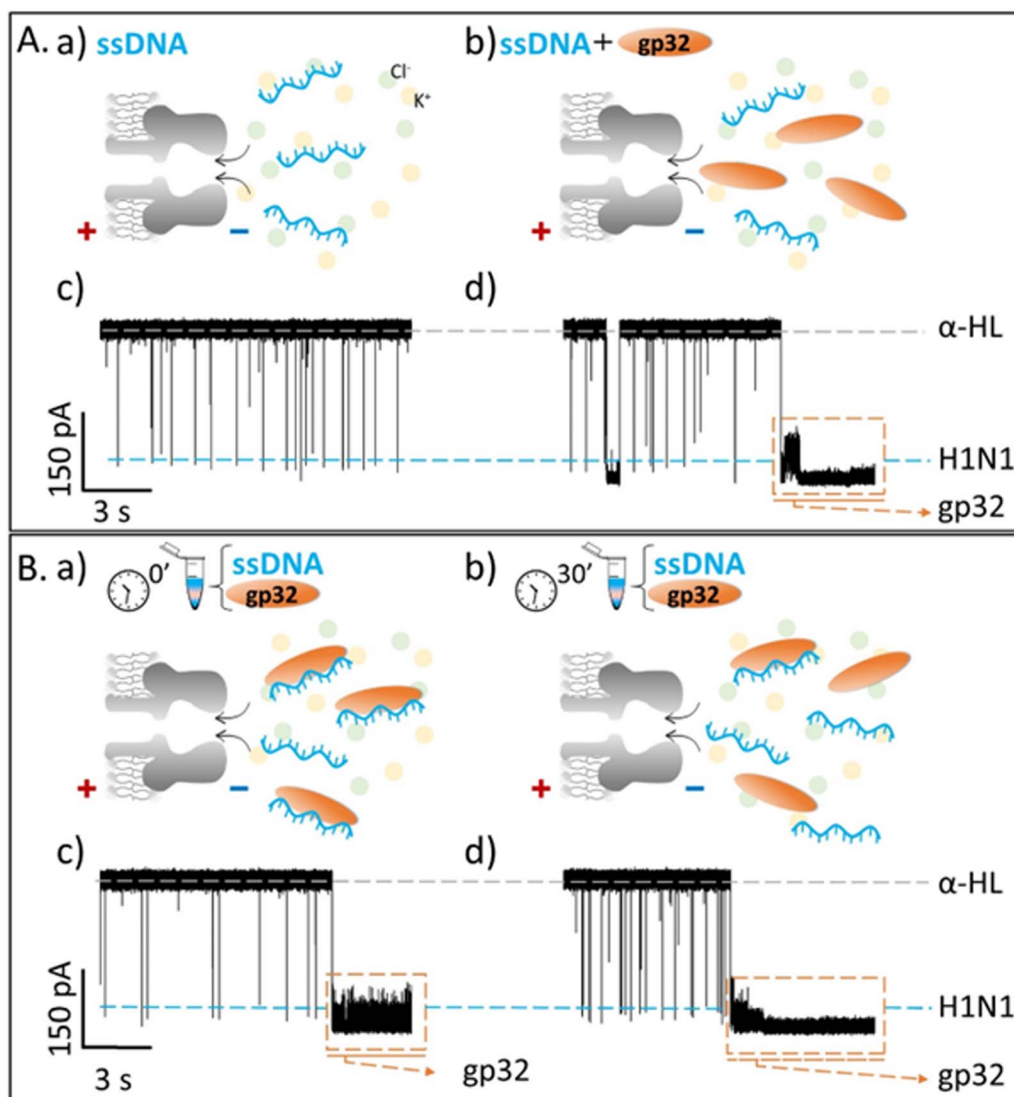 A. a) ssDNA
b) ssDNA + gp32
Cl⁻
K⁺
+ −
+ −
c)
d)
α-HL
150 pA
H1N1
3 s
gp32
B. a) 0' ssDNA
gp32
b) 30' ssDNA
gp32
+ −
+ −
c)
d)
α-HL
150 pA
H1N1
3 s
gp32
gp32